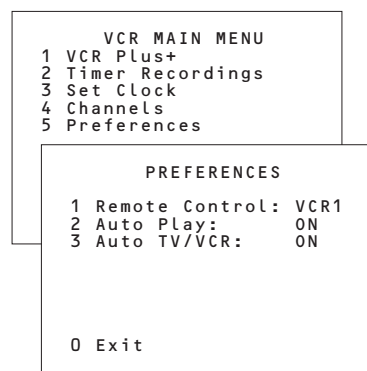 VCR MAIN MENU
1 VCR Plus+
2 Timer Recordings
3 Set Clock
4 Channels
5 Preferences
PREFERENCES
1 Remote Control: VCR1
2 Auto Play: ON
3 Auto TV/VCR: ON
0 Exit